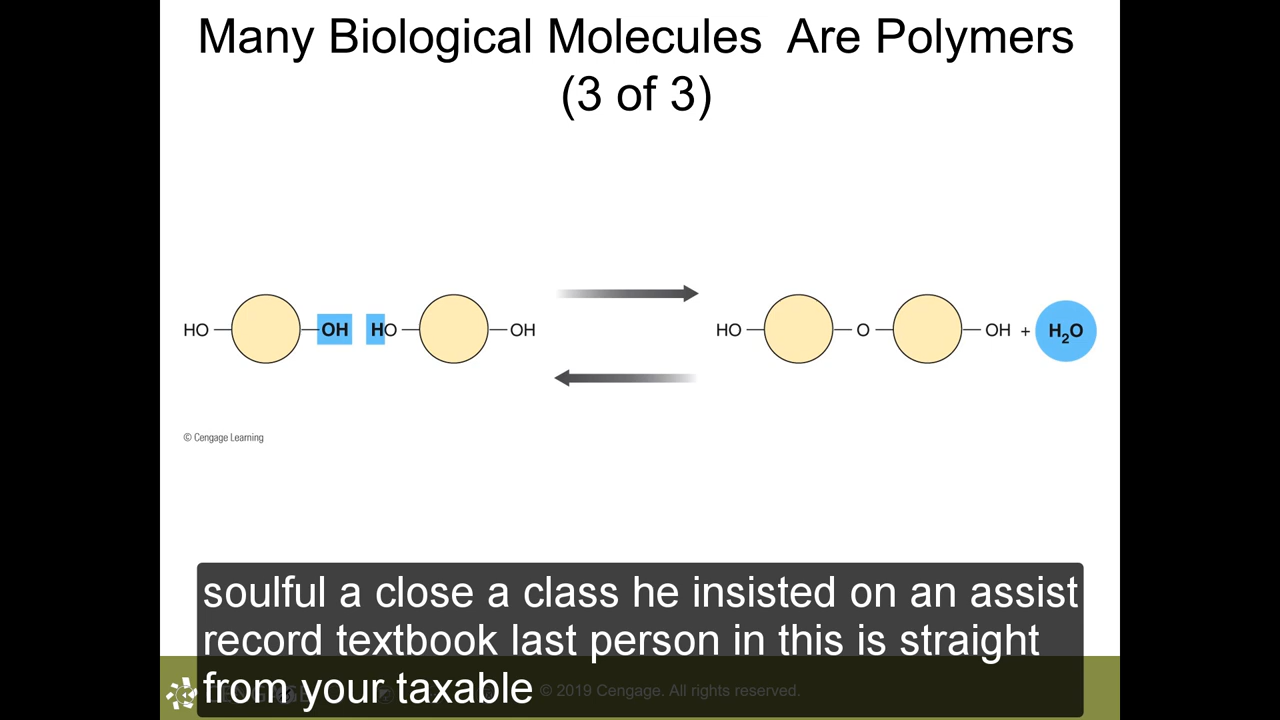 Many Biological Molecules Are Polymers
(3 of 3)
HO OH HO OH HO O OH + H₂O
© Cengage Learning
soulful a close a class he insisted on an assist
record textbook last person in this is straight
from your taxable
© 2019 Cengage. All rights reserved.